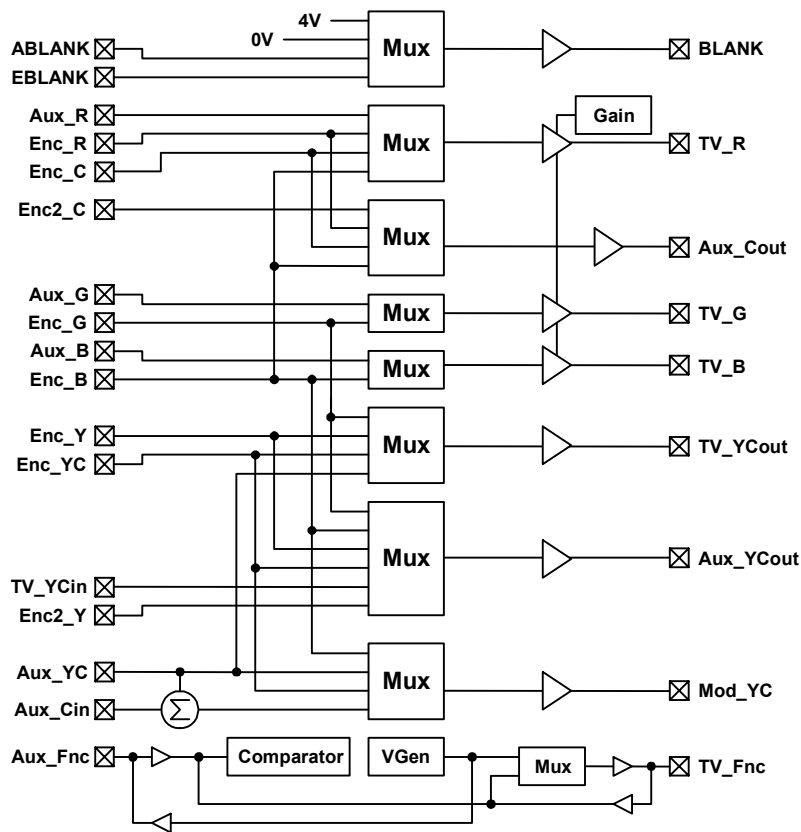 4V
0V
ABLANK
EBLANK
Mux
BLANK
Aux_R
Enc_R
Enc_C
Mux
Gain
TV_R
Enc2_C
Mux
Aux_Cout
Aux_G
Enc_G
Mux
TV_G
Aux_B
Enc_B
Mux
TV_B
Enc_Y
Enc_YC
Mux
TV_YCout
Mux
Aux_YCout
TV_YCin
Enc2_Y
Aux_YC
Aux_Cin
Σ
Mux
Mod_YC
Aux_Fnc
Comparator
VGen
Mux
TV_Fnc